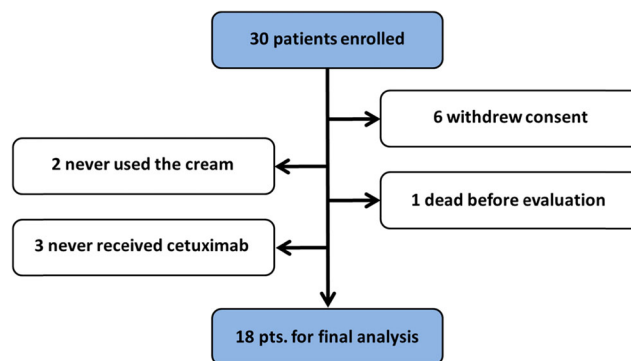 30 patients enrolled
6 withdrew consent
2 never used the cream
1 dead before evaluation
3 never received cetuximab
18 pts. for final analysis